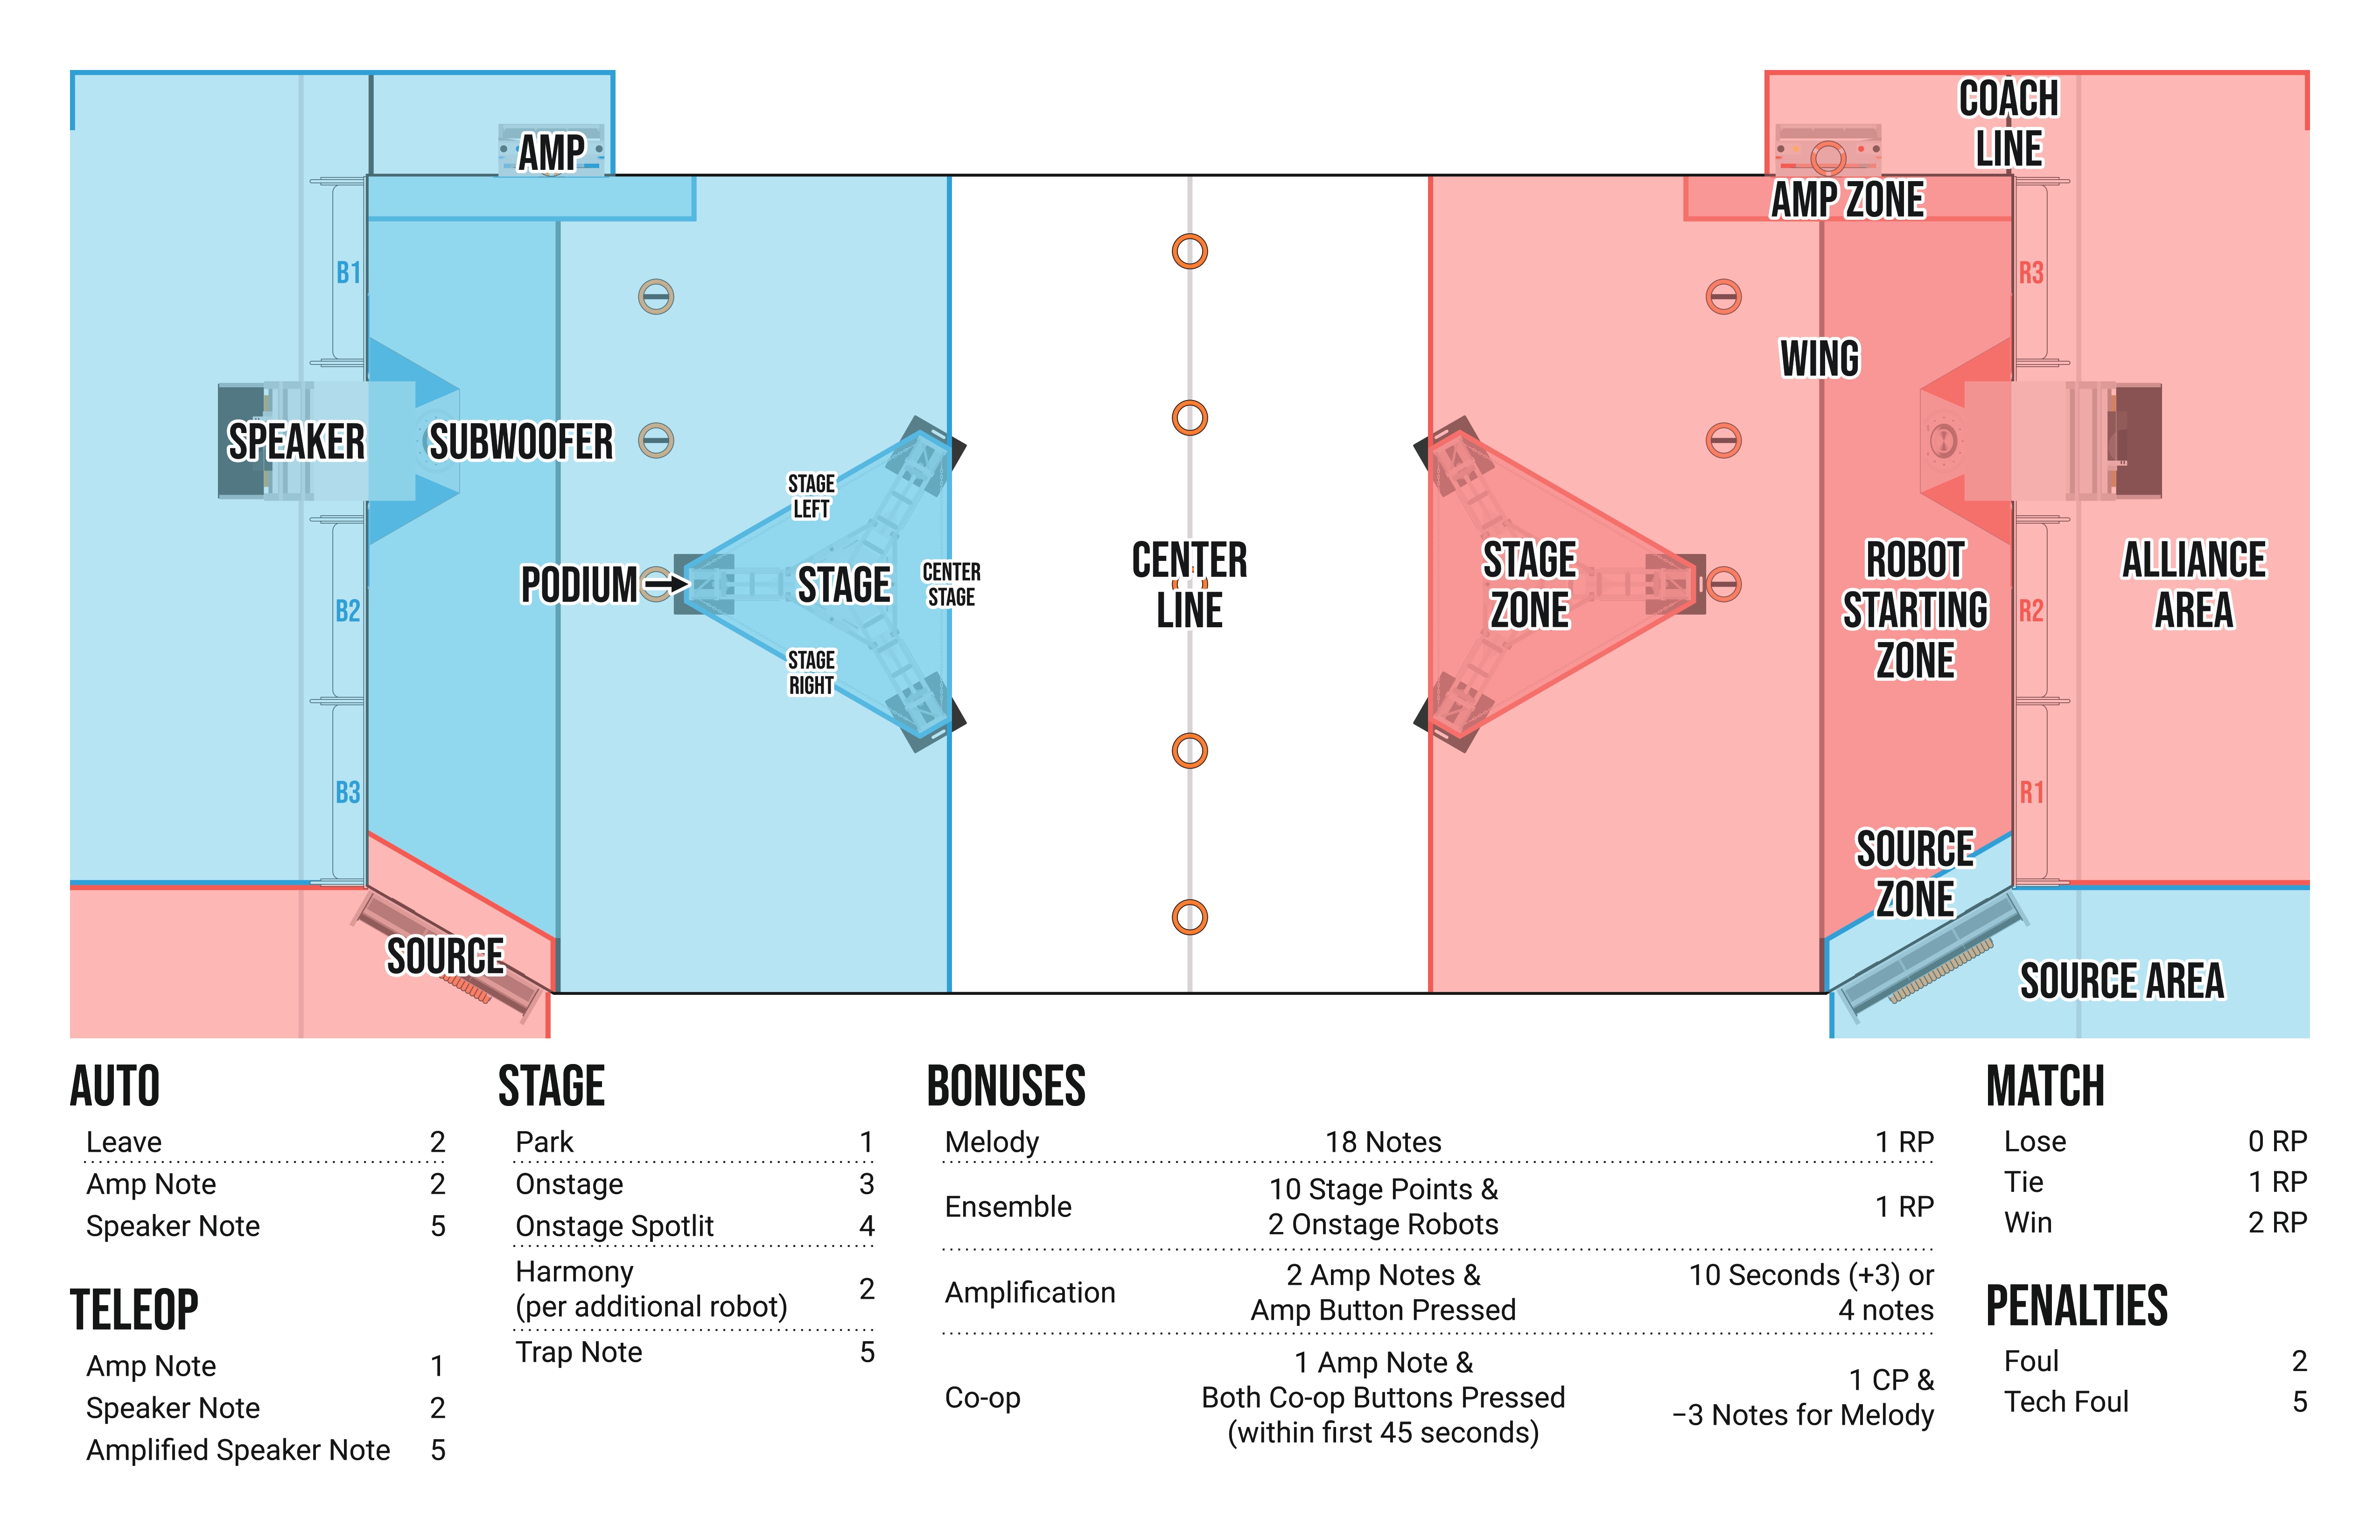 COACH
LINE
AMP
AMP ZONE
B1
R3
WING
SPEAKER
SUBWOOFER
STAGE
LEFT
PODIUM
STAGE
CENTER
STAGE
CENTER
LINE
STAGE
ZONE
ROBOT
STARTING
ZONE
ALLIANCE
AREA
B2
R2
STAGE
RIGHT
B3
R1
SOURCE
ZONE
SOURCE
SOURCE AREA
AUTO
Leave 2
Amp Note 2
Speaker Note 5
TELEOP
Amp Note 1
Speaker Note 2
Amplified Speaker Note 5
STAGE
Park 1
Onstage 3
Onstage Spotlit 4
Harmony
(per additional robot) 2
Trap Note 5
BONUSES
Melody 18 Notes 1 RP
Ensemble 10 Stage Points &
2 Onstage Robots 1 RP
Amplification 2 Amp Notes &
Amp Button Pressed 10 Seconds (+3) or
4 notes
Co-op 1 Amp Note &
Both Co-op Buttons Pressed
(within first 45 seconds) 1 CP &
−3 Notes for Melody
MATCH
Lose 0 RP
Tie 1 RP
Win 2 RP
PENALTIES
Foul 2
Tech Foul 5